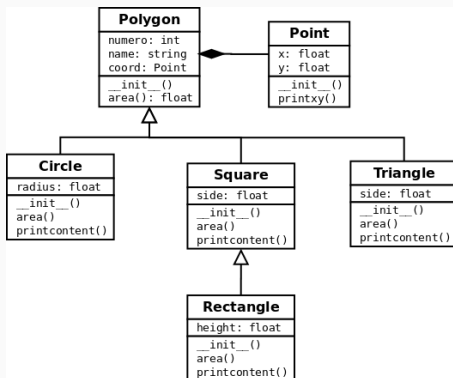 Polygon
numero: int
name: string
coord: Point
__init__()
area(): float
Point
x: float
y: float
__init__()
printxy()
Circle
radius: float
__init__()
area()
printcontent()
Square
side: float
__init__()
area()
printcontent()
Triangle
side: float
__init__()
area()
printcontent()
Rectangle
height: float
__init__()
area()
printcontent()